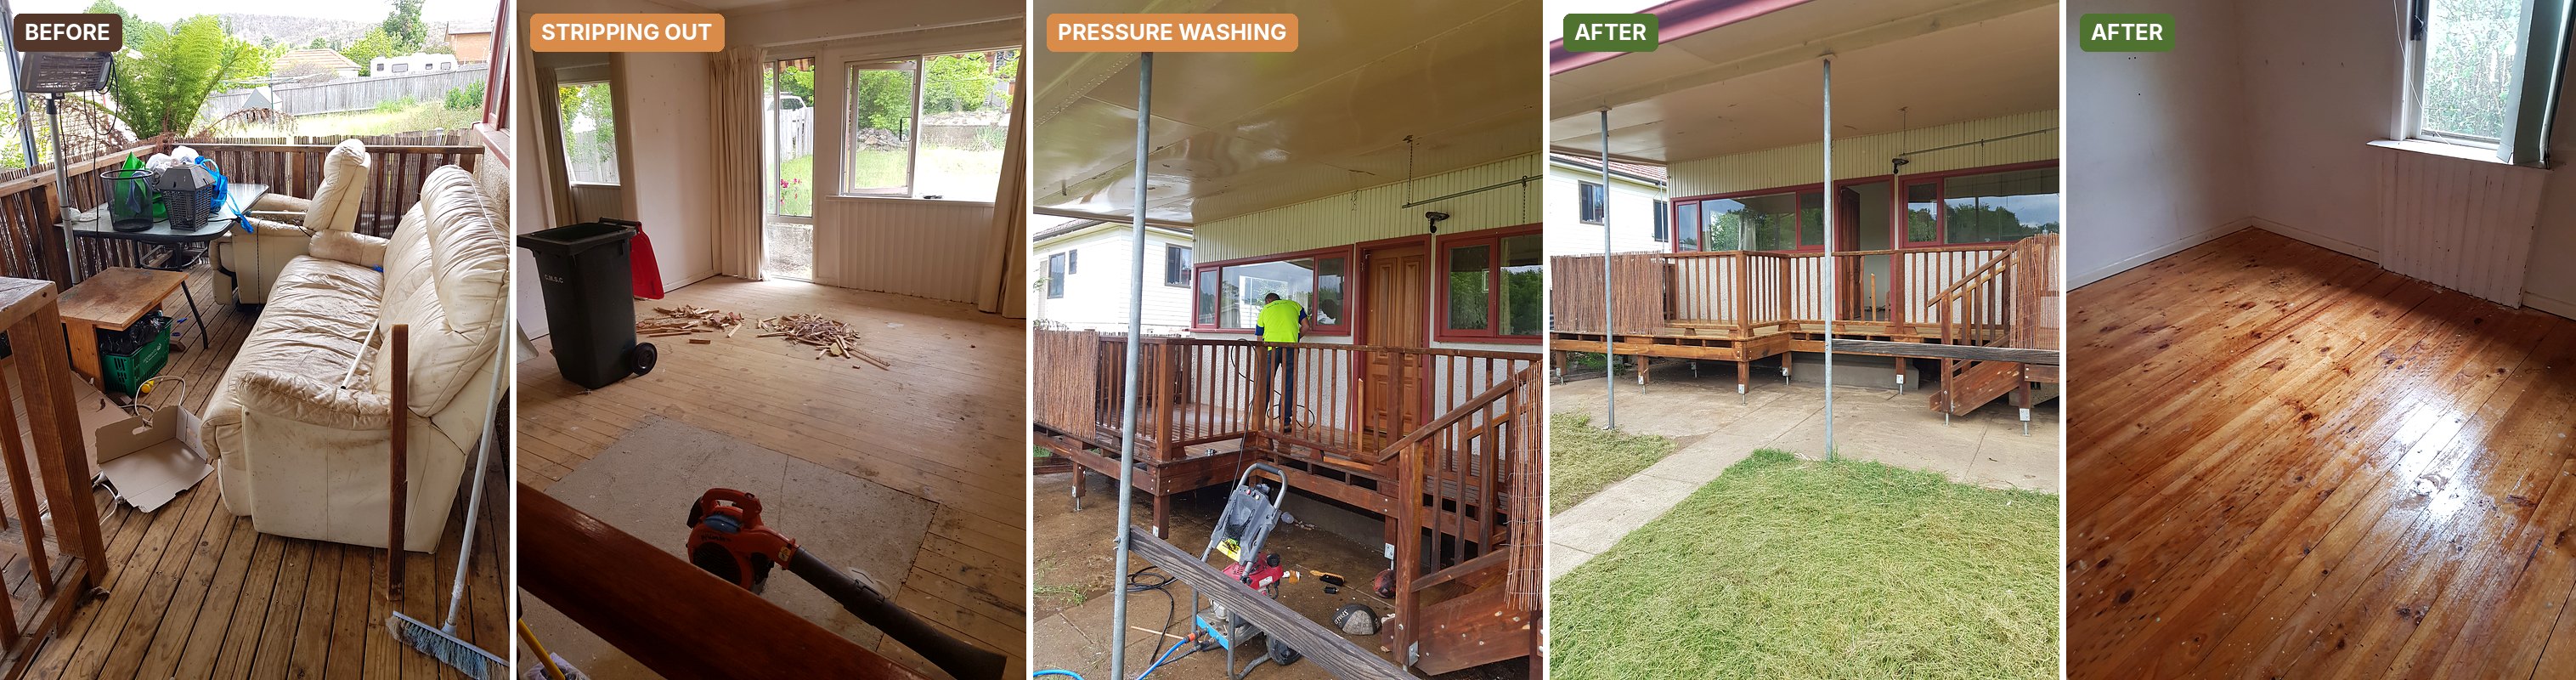 BEFORE
STRIPPING OUT
PRESSURE WASHING
AFTER
AFTER